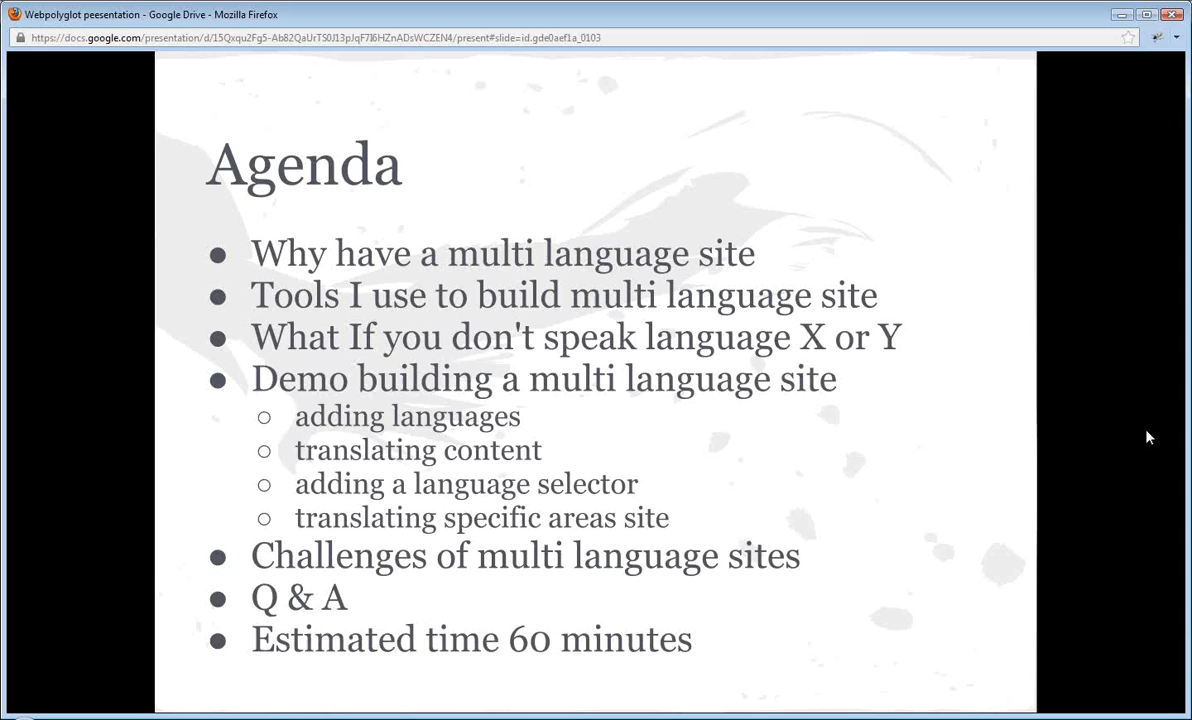 Webpolyglot peesentation - Google Drive - Mozilla Firefox
https://docs.google.com/presentation/d/15Qxqu2Fg5-Ab82QaUrTS0J13pJqF7I6HZnADsWCZEN4/present#slide=id.gde0aef1a_0103
Agenda
● Why have a multi language site
● Tools I use to build multi language site
● What If you don't speak language X or Y
● Demo building a multi language site
○ adding languages
○ translating content
○ adding a language selector
○ translating specific areas site
● Challenges of multi language sites
● Q & A
● Estimated time 60 minutes